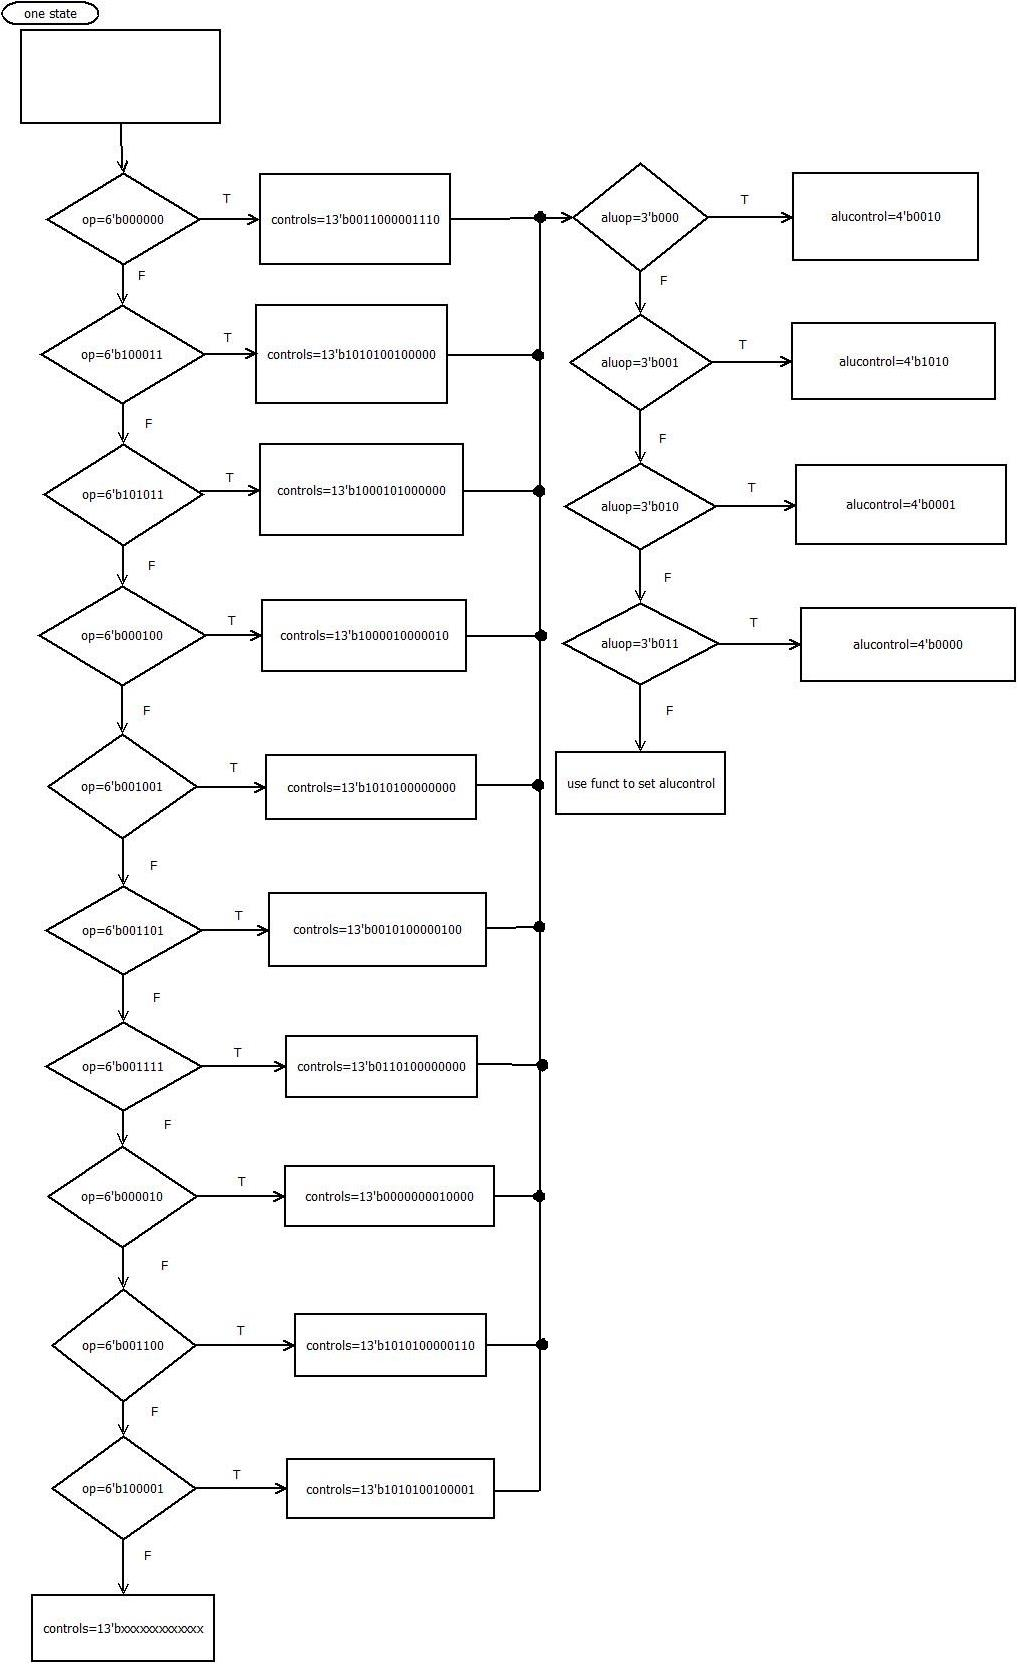 one state
op=6'b000000
T
controls=13'b0011000001110
F
op=6'b100011
T
controls=13'b1010100100000
F
op=6'b101011
T
controls=13'b1000101000000
F
op=6'b000100
T
controls=13'b1000010000010
F
op=6'b001001
T
controls=13'b1010100000000
F
op=6'b001101
T
controls=13'b0010100000100
F
op=6'b001111
T
controls=13'b0110100000000
F
op=6'b000010
T
controls=13'b0000000010000
F
op=6'b001100
T
controls=13'b1010100000110
F
op=6'b100001
T
controls=13'b1010100100001
F
controls=13'bxxxxxxxxxxxxx
aluop=3'b000
T
alucontrol=4'b0010
F
aluop=3'b001
T
alucontrol=4'b1010
F
aluop=3'b010
T
alucontrol=4'b0001
F
aluop=3'b011
T
alucontrol=4'b0000
F
use funct to set alucontrol